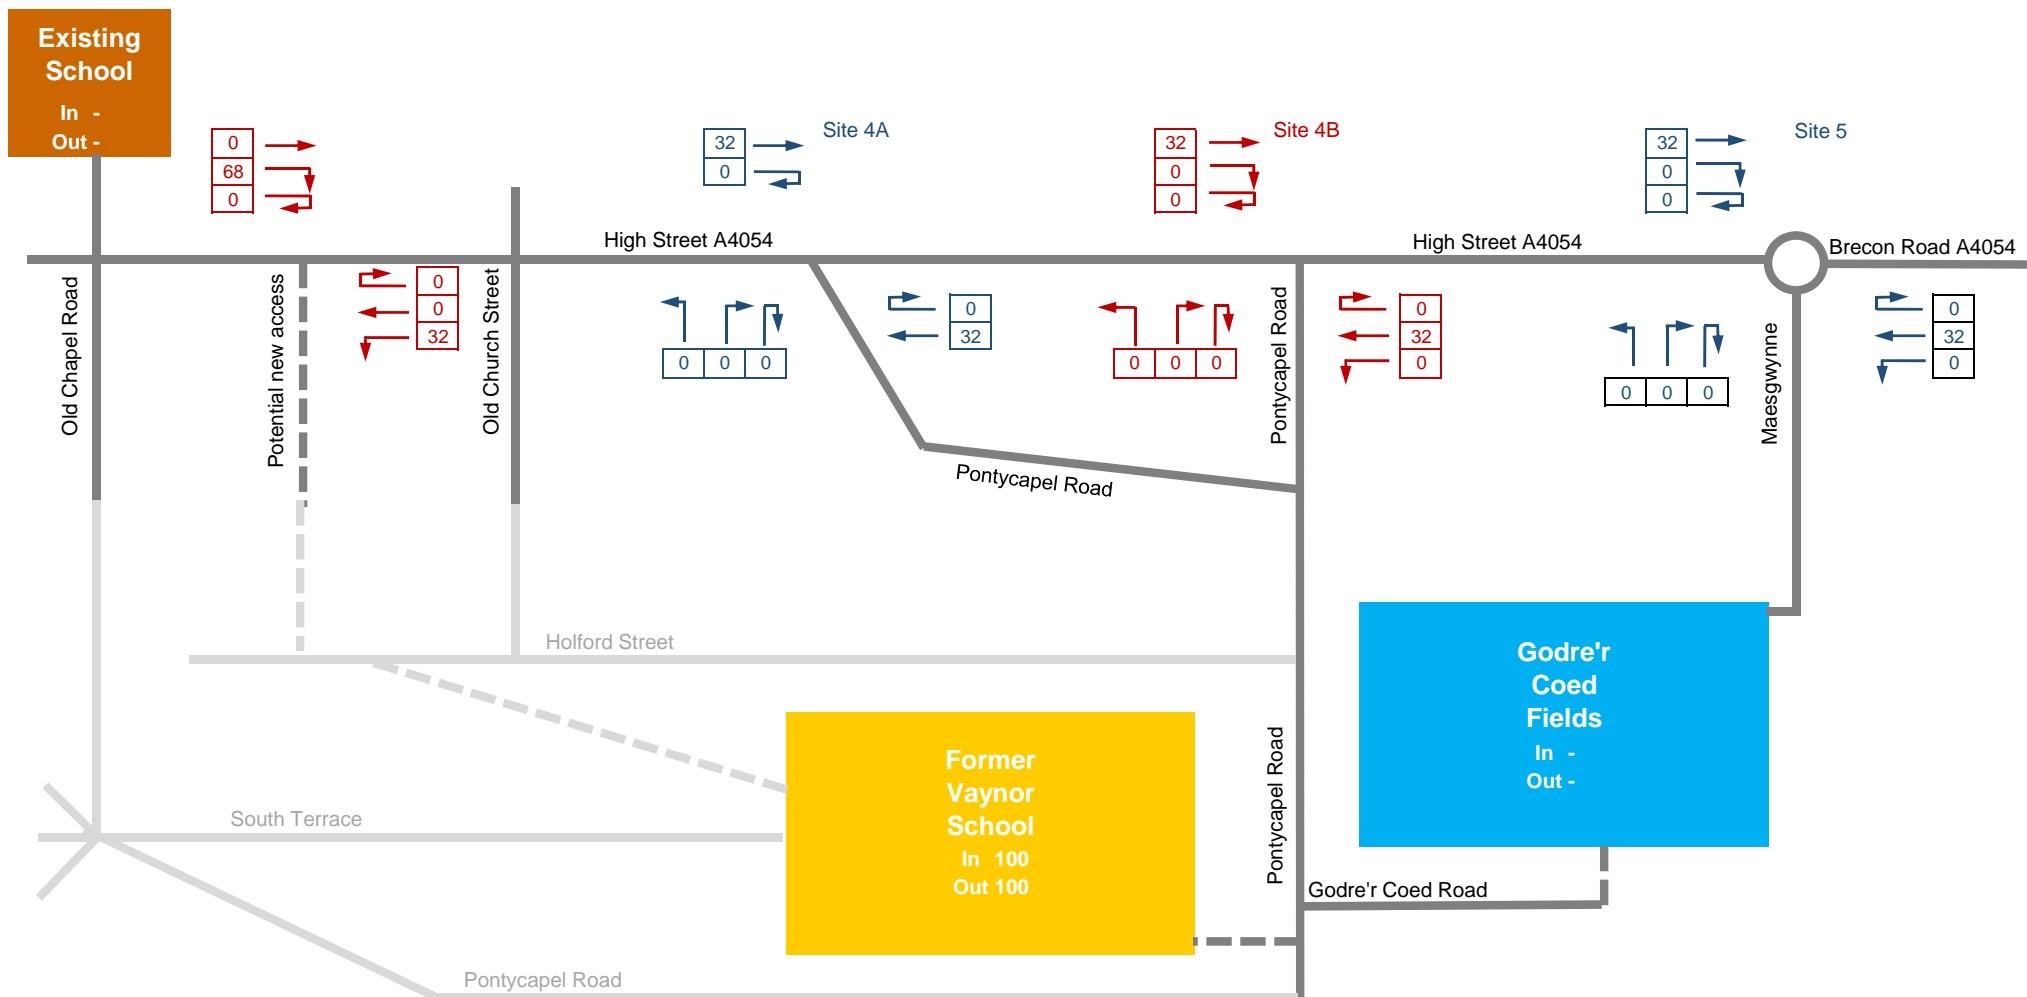 Existing
School
In -
Out -
0
68
0
32
0
Site 4A
32
0
0
Site 4B
32
0
0
Site 5
High Street A4054
High Street A4054
Brecon Road A4054
Old Chapel Road
Potential new access
0
0
32
Old Church Street
0 0 0
0
32
0 0 0
Pontycapel Road
0
32
0
0 0 0
Maesgwynne
0
32
0
Pontycapel Road
Holford Street
Godre'r
Coed
Fields
In -
Out -
Former
Vaynor
School
In 100
Out 100
Pontycapel Road
South Terrace
Godre'r Coed Road
Pontycapel Road